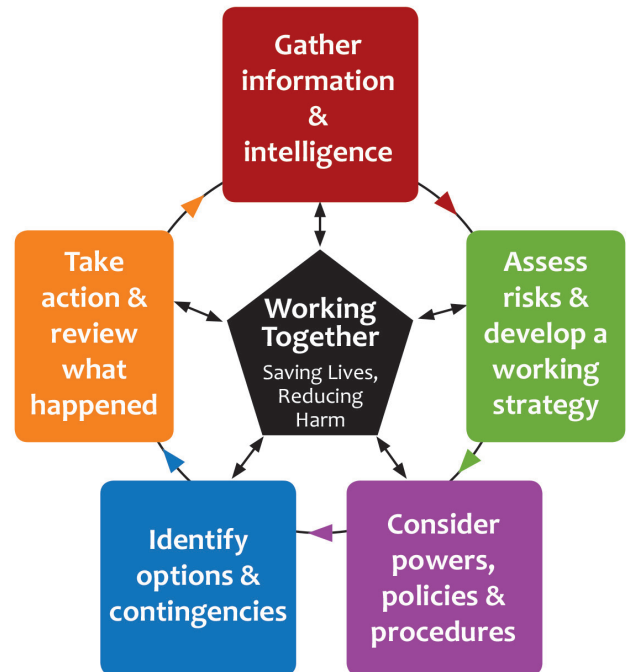 Gather
information
&
intelligence
Assess
risks &
develop a
working
strategy
Consider
powers,
policies &
procedures
Identify
options &
contingencies
Take
action &
review
what
happened
Working
Together
Saving Lives,
Reducing
Harm